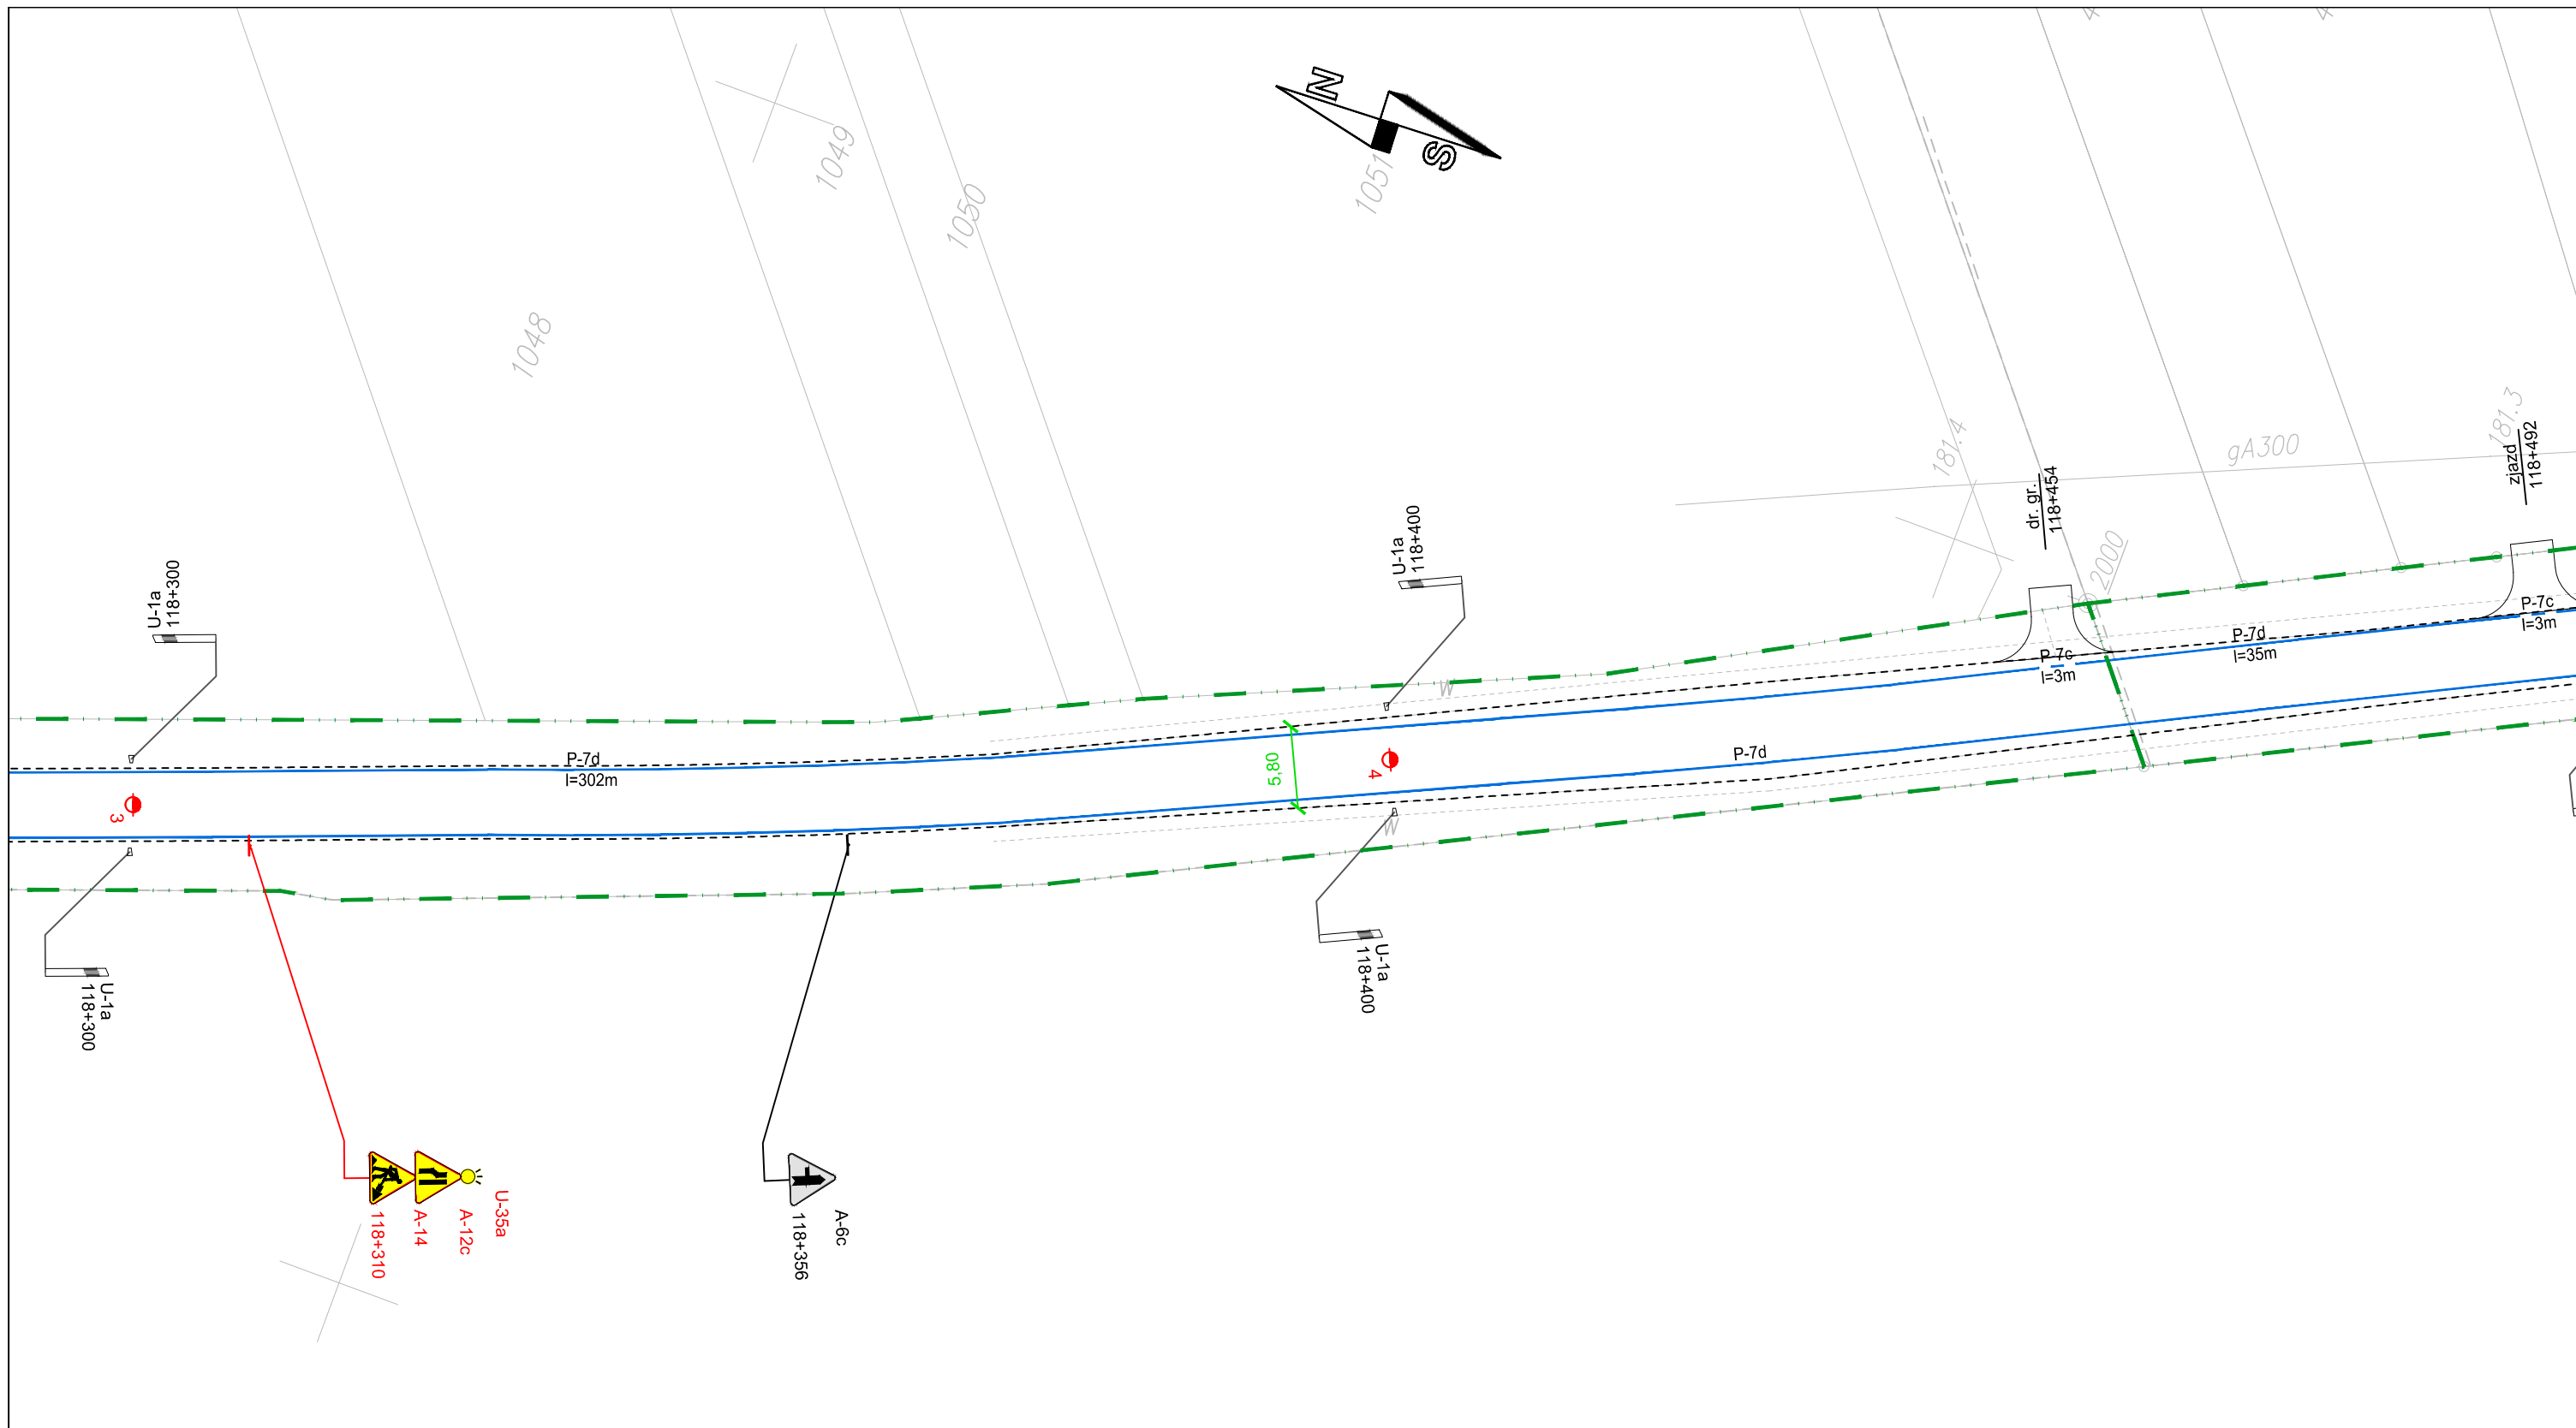 N
S
1049
1050
1051
1048
181.4
gA300
181.3
zjazd
118+492
dr. gr.
118+454
2000
U-1a
118+400
U-1a
118+300
P-7c
l=3m
P-7d
l=35m
P-7c
l=3m
W
P-7d
l=302m
5,80
4
P-7d
3
W
U-1a
118+400
U-1a
118+300
U-35a
A-12c
A-14
118+310
A-6c
118+356